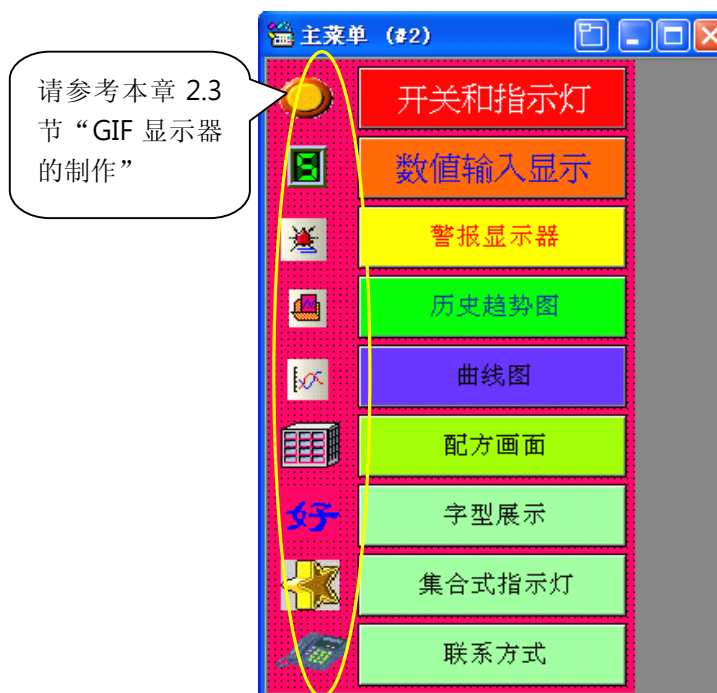 主菜单 (#2)
请参考本章 2.3
节“GIF 显示器
的制作”
开关和指示灯
数值输入显示
警报显示器
历史趋势图
曲线图
配方画面
好
字型展示
集合式指示灯
联系方式